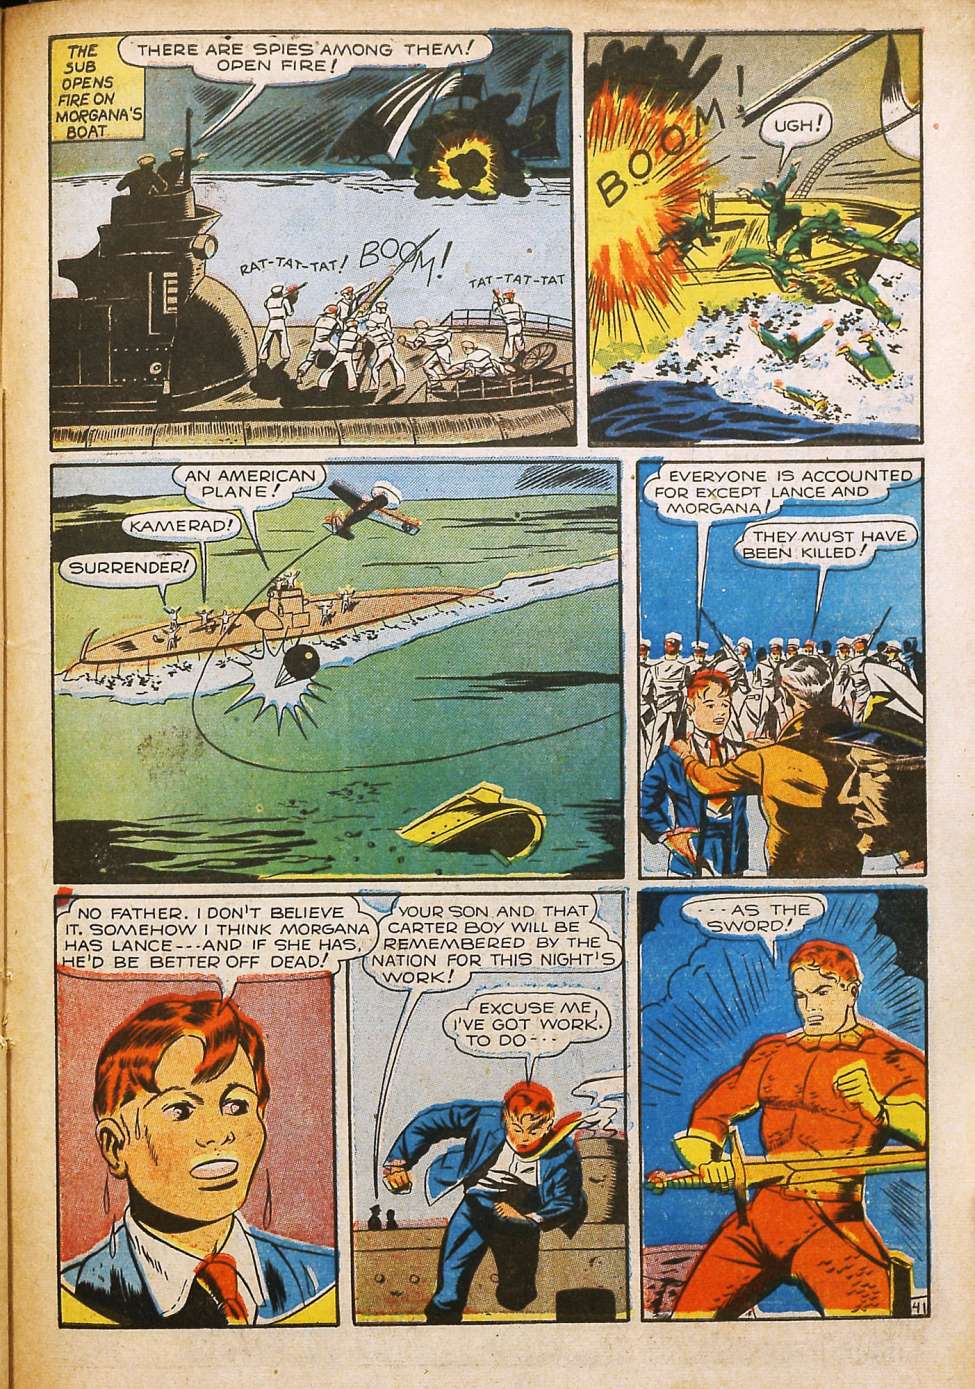 THE
SUB
OPENS
FIRE ON
MORGANA'S
BOAT
THERE ARE SPIES AMONG THEM!
OPEN FIRE!
RAT-TAT-TAT!
BOOM!
TAT-TAT-TAT
BOOM!
UGH!
AN AMERICAN
PLANE!
KAMERAD!
SURRENDER!
EVERYONE IS ACCOUNTED
FOR EXCEPT LANCE AND
MORGANA!
THEY MUST HAVE
BEEN KILLED!
NO FATHER. I DON'T BELIEVE
IT. SOMEHOW I THINK MORGANA
HAS LANCE---AND IF SHE HAS,
HE'D BE BETTER OFF DEAD!
YOUR SON AND THAT
CARTER BOY WILL BE
REMEMBERED BY THE
NATION FOR THIS NIGHT'S
WORK!
EXCUSE ME,
I'VE GOT WORK
TO DO---
---AS THE
SWORD!
41